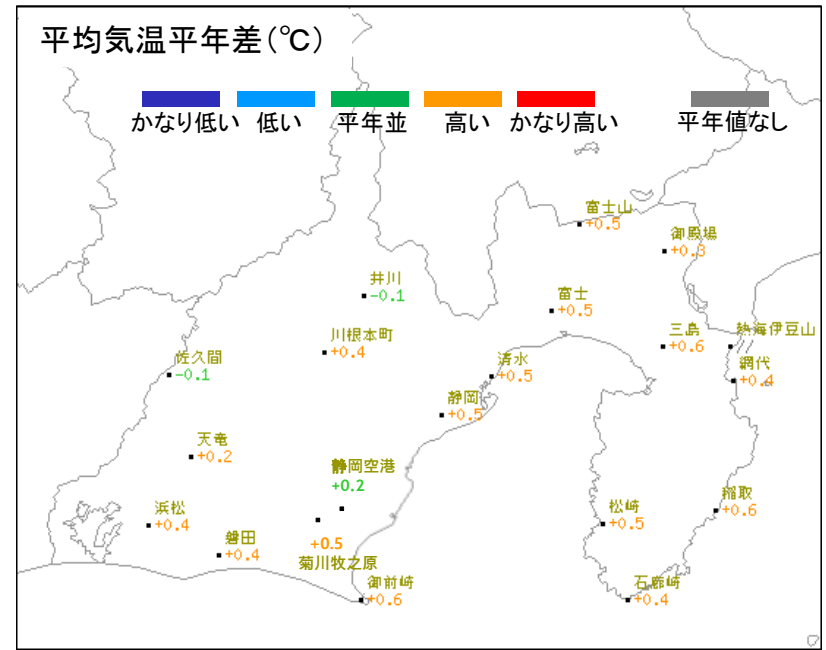 平均気温平年差(℃)
かなり低い 低い 平年並 高い かなり高い 平年値なし
富士山
+0.5
御殿場
+0.3
井川
-0.1
富士
+0.5
川根本町
+0.4
三島
+0.6
熱海伊豆山
佐久間
-0.1
清水
+0.5
網代
+0.4
静岡
+0.5
天竜
+0.2
静岡空港
+0.2
浜松
+0.4
松崎
+0.5
稲取
+0.6
磐田
+0.4
+0.5
菊川牧之原
御前崎
+0.6
石廊崎
+0.4